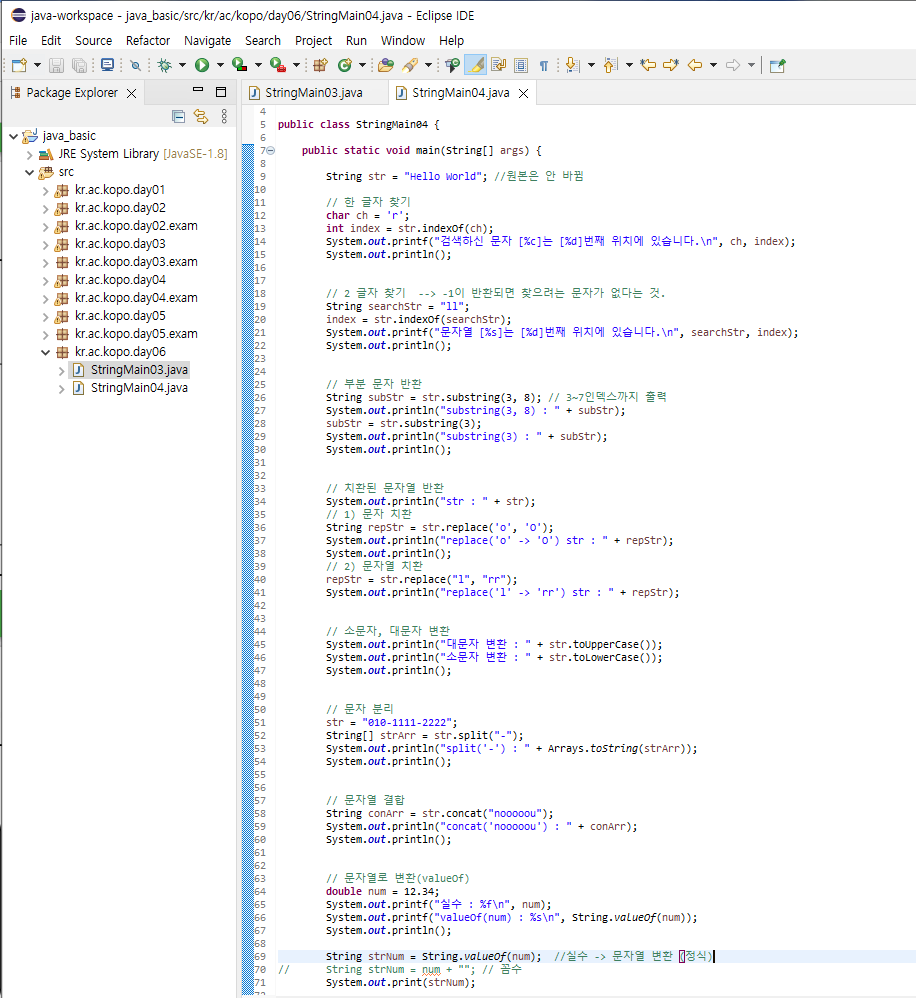 java-workspace - java_basic/src/kr/ac/kopo/day06/StringMain04.java - Eclipse IDE
File Edit Source Refactor Navigate Search Project Run Window Help
Package Explorer
java_basic
JRE System Library [JavaSE-1.8]
src
kr.ac.kopo.day01
kr.ac.kopo.day02
kr.ac.kopo.day02.exam
kr.ac.kopo.day03
kr.ac.kopo.day03.exam
kr.ac.kopo.day04
kr.ac.kopo.day04.exam
kr.ac.kopo.day05
kr.ac.kopo.day05.exam
kr.ac.kopo.day06
StringMain03.java
StringMain04.java
StringMain03.java StringMain04.java
4
5 public class StringMain04 {
6
7 public static void main(String[] args) {
8
9 String str = "Hello World"; //원본은 안 바뀜
10
11 // 한 글자 찾기
12 char ch = 'r';
13 int index = str.indexOf(ch);
14 System.out.printf("검색하신 문자 [%c]는 [%d]번째 위치에 있습니다.\n", ch, index);
15 System.out.println();
16
17
18 // 2 글자 찾기 --> -1이 반환되면 찾으려는 문자가 없다는 것.
19 String searchStr = "ll";
20 index = str.indexOf(searchStr);
21 System.out.printf("문자열 [%s]는 [%d]번째 위치에 있습니다.\n", searchStr, index);
22 System.out.println();
23
24
25 // 부분 문자 반환
26 String subStr = str.substring(3, 8); // 3~7인덱스까지 출력
27 System.out.println("substring(3, 8) : " + subStr);
28 subStr = str.substring(3);
29 System.out.println("substring(3) : " + subStr);
30 System.out.println();
31
32
33 // 치환된 문자열 반환
34 System.out.println("str : " + str);
35 // 1) 문자 치환
36 String repStr = str.replace('o', 'O');
37 System.out.println("replace('o' -> 'O') str : " + repStr);
38 System.out.println();
39 // 2) 문자열 치환
40 repStr = str.replace("l", "rr");
41 System.out.println("replace('l' -> 'rr') str : " + repStr);
42
43
44 // 소문자, 대문자 변환
45 System.out.println("대문자 변환 : " + str.toUpperCase());
46 System.out.println("소문자 변환 : " + str.toLowerCase());
47 System.out.println();
48
49
50 // 문자 분리
51 str = "010-1111-2222";
52 String[] strArr = str.split("-");
53 System.out.println("split('-') : " + Arrays.toString(strArr));
54 System.out.println();
55
56
57 // 문자열 결합
58 String conArr = str.concat("nooooou");
59 System.out.println("concat('nooooou') : " + conArr);
60 System.out.println();
61
62
63 // 문자열로 변환(valueOf)
64 double num = 12.34;
65 System.out.printf("실수 : %f\n", num);
66 System.out.printf("valueOf(num) : %s\n", String.valueOf(num));
67 System.out.println();
68
69 String strNum = String.valueOf(num); //실수 -> 문자열 변환 (정식)
70 // String strNum = num + ""; // 꼼수
71 System.out.print(strNum);
72